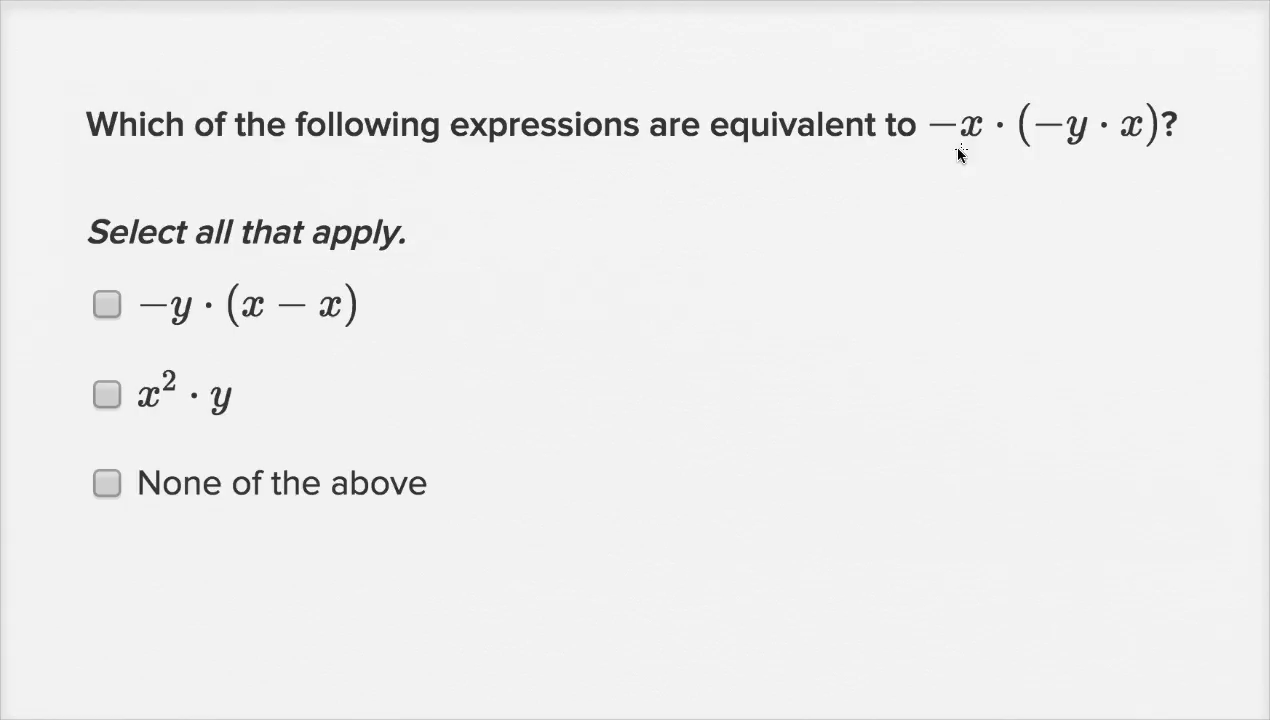 Which of the following expressions are equivalent to −x · (−y · x)?
Select all that apply.
−y · (x − x)
x² · y
None of the above